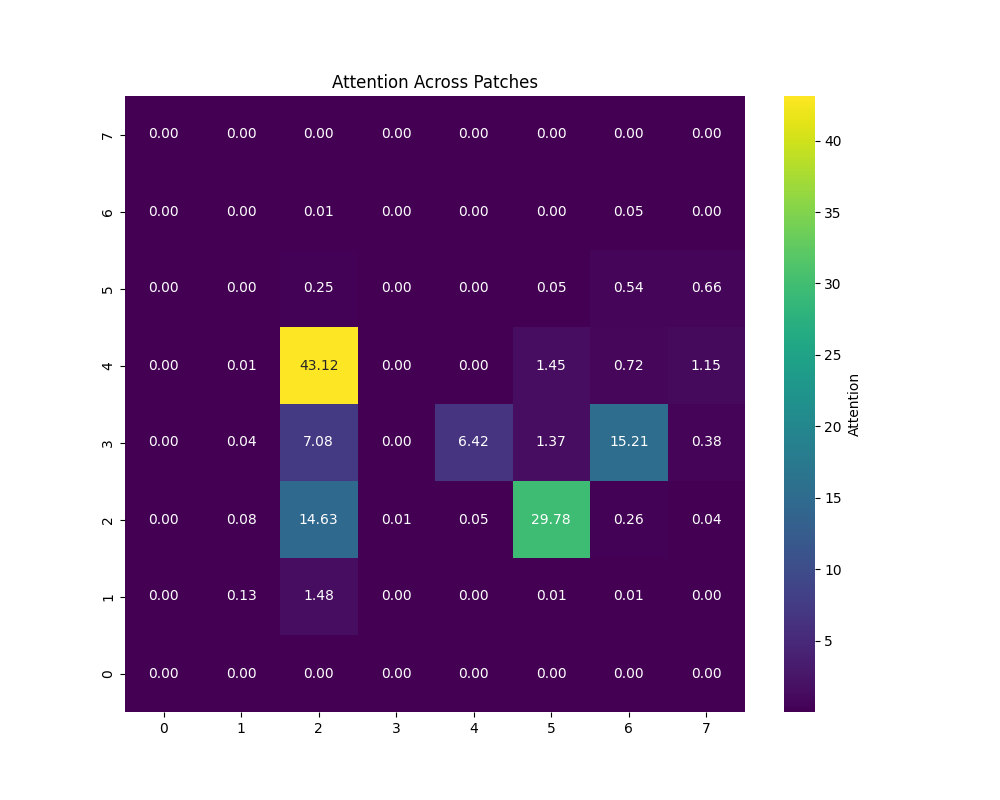 Attention Across Patches
7 0.00 0.00 0.00 0.00 0.00 0.00 0.00 0.00
6 0.00 0.00 0.01 0.00 0.00 0.00 0.05 0.00
5 0.00 0.00 0.25 0.00 0.00 0.05 0.54 0.66
4 0.00 0.01 43.12 0.00 0.00 1.45 0.72 1.15
3 0.00 0.04 7.08 0.00 6.42 1.37 15.21 0.38
2 0.00 0.08 14.63 0.01 0.05 29.78 0.26 0.04
1 0.00 0.13 1.48 0.00 0.00 0.01 0.01 0.00
0 0.00 0.00 0.00 0.00 0.00 0.00 0.00 0.00
0 1 2 3 4 5 6 7
40
35
30
25
20
15
10
5
Attention